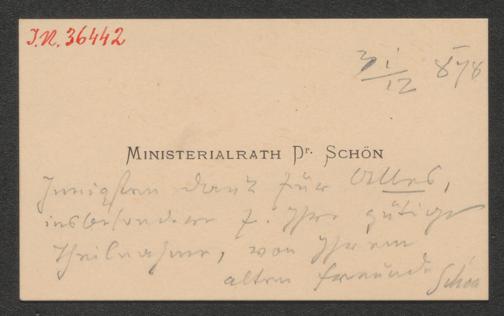 I.N. 36442
31/12 878
MINISTERIALRATH Dr. SCHÖN
Innigsten Dank für Alles,
insbesondere f. Ihre gütige
Theilnahme, von Ihrem
alten Freunde Schön